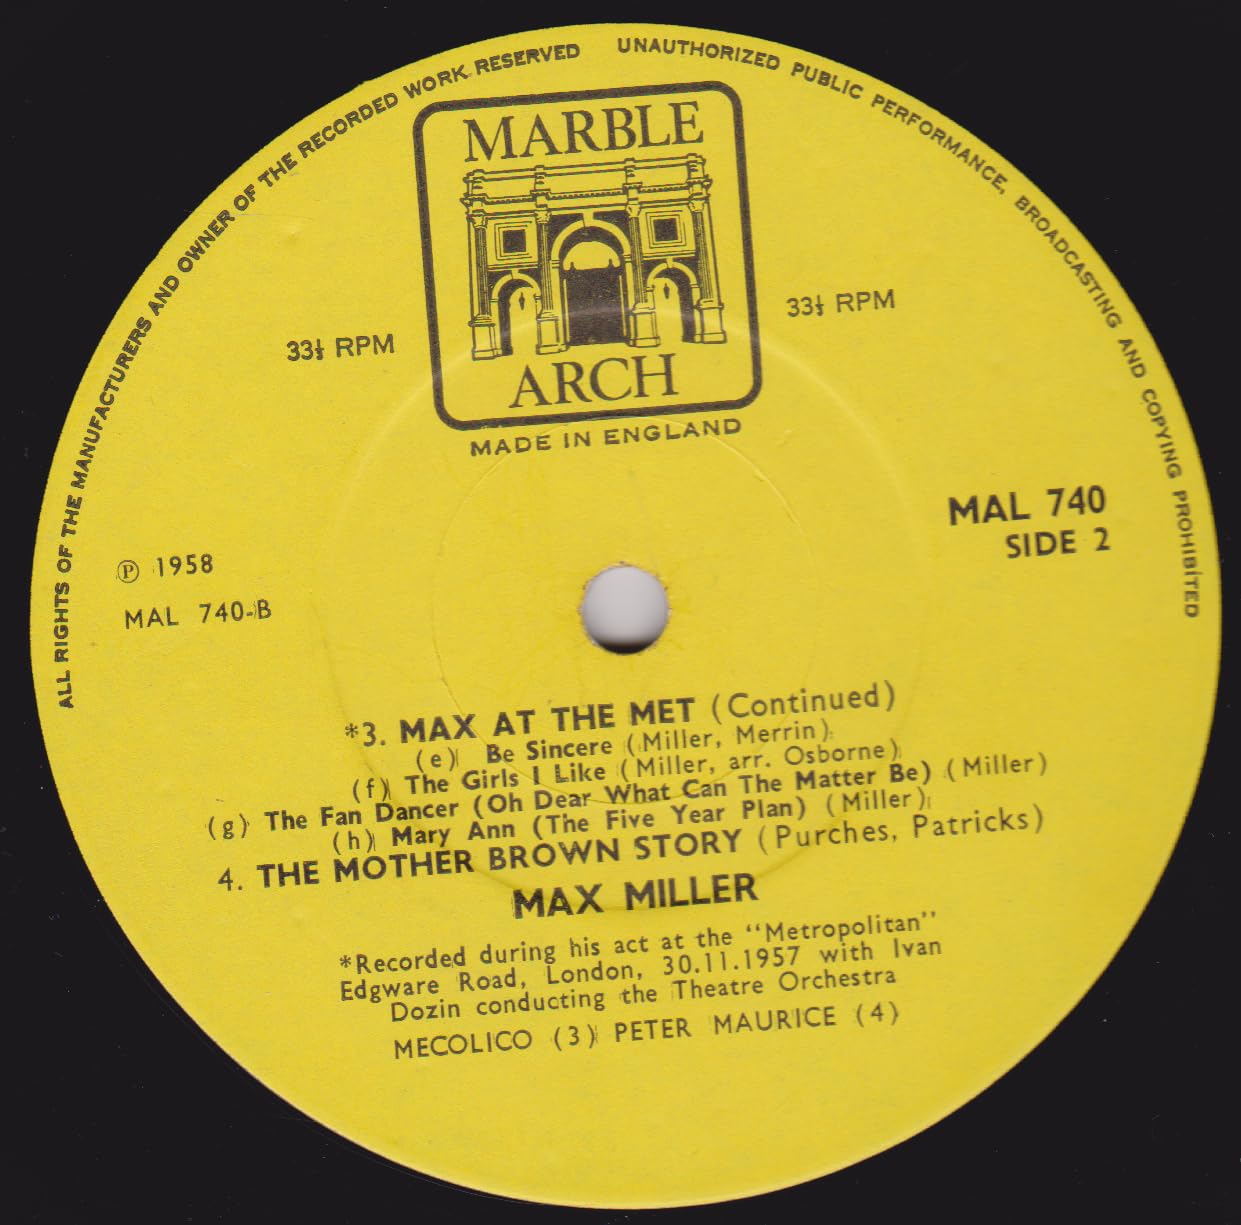 ALL RIGHTS OF THE MANUFACTURERS AND OWNER OF THE RECORDED WORK RESERVED
UNAUTHORIZED PUBLIC PERFORMANCE, BROADCASTING AND COPYING PROHIBITED
MARBLE
ARCH
33⅓ RPM
33⅓ RPM
MADE IN ENGLAND
MAL 740
SIDE 2
Ⓟ 1958
MAL 740-B
*3. MAX AT THE MET (Continued)
(e) Be Sincere (Miller, Merrin)
(f) The Girls I Like (Miller, arr. Osborne)
(g) The Fan Dancer (Oh Dear What Can The Matter Be) (Miller)
(h) Mary Ann (The Five Year Plan) (Miller)
4. THE MOTHER BROWN STORY (Purches, Patricks)
MAX MILLER
*Recorded during his act at the “Metropolitan”
Edgware Road, London, 30.11.1957 with Ivan
Dozin conducting the Theatre Orchestra
MECOLICO (3) PETER MAURICE (4)